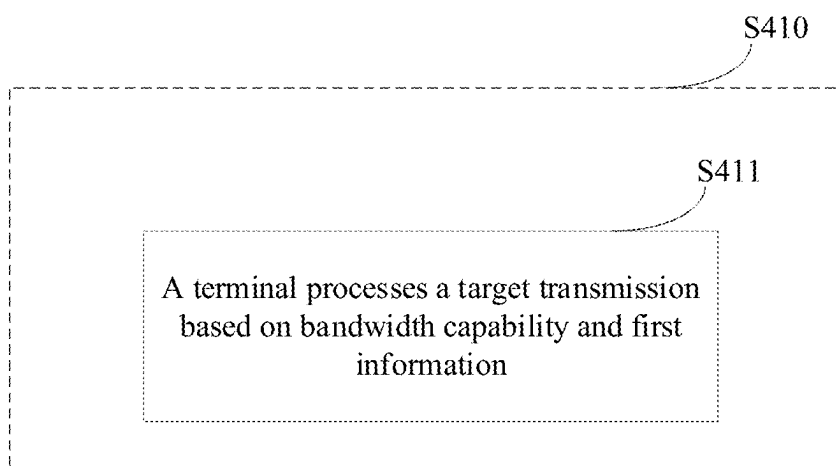 S410
S411
A terminal processes a target transmission
based on bandwidth capability and first
information